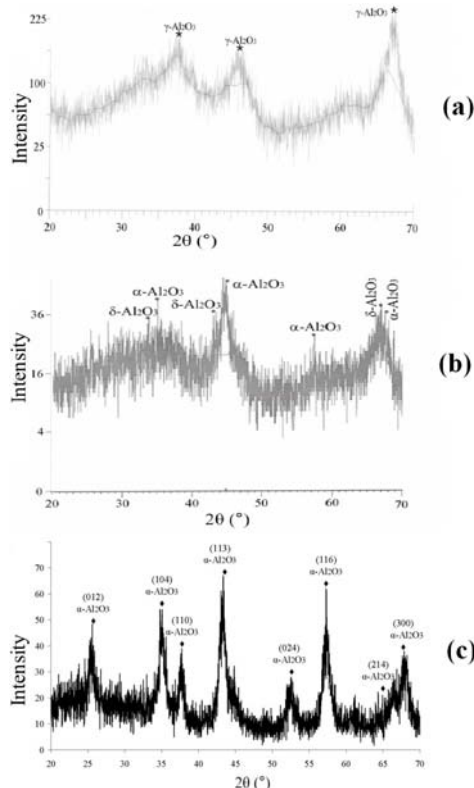 γ-Al2O3
γ-Al2O3
γ-Al2O3
225
100
25
0
Intensity
20 30 40 50 60 70
2θ (°)
(a)
α-Al2O3
δ-Al2O3
δ-Al2O3
α-Al2O3
α-Al2O3
δ-Al2O3
α-Al2O3
36
16
4
0
Intensity
20 30 40 50 60 70
2θ (°)
(b)
(012)
α-Al2O3
(104)
α-Al2O3
(110)
α-Al2O3
(113)
α-Al2O3
(024)
α-Al2O3
(116)
α-Al2O3
(214)
α-Al2O3
(300)
α-Al2O3
70
60
50
40
30
20
10
0
Intensity
20 25 30 35 40 45 50 55 60 65 70
2θ (°)
(c)